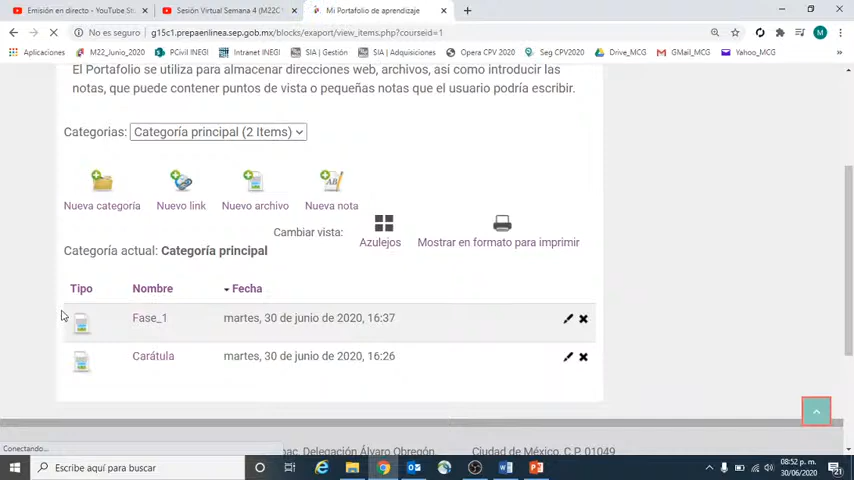 Emisión en directo - YouTube St
Sesión Virtual Semana 4 (M22C
Mi Portafolio de aprendizaje
No es seguro
g15c1.prepaenlinea.sep.gob.mx/blocks/exaport/view_items.php?courseid=1
Aplicaciones
M22_Junio_2020
PCivil INEGI
Intranet INEGI
SIA | Gestión
SIA | Adquisiciones
Opera CPV 2020
Seg CPV2020
Drive_MCG
GMail_MCG
Yahoo_MCG
El Portafolio se utiliza para almacenar direcciones web, archivos, asi como introducir las
notas, que puede contener puntos de vista o pequeñas notas que el usuario podría escribir.
Categorias: Categoría principal (2 Items)
Nueva categoría
Nuevo link
Nuevo archivo
Nueva nota
Cambiar vista:
Azulejos
Mostrar en formato para imprimir
Categoría actual: Categoría principal
Tipo Nombre Fecha
Fase_1 martes, 30 de junio de 2020, 16:37
Carátula martes, 30 de junio de 2020, 16:26
Conectando...
pac. Delegación Álvaro Obregón
Ciudad de México, C.P. 01049
Escribe aquí para buscar
08:52 p. m.
30/06/2020
21